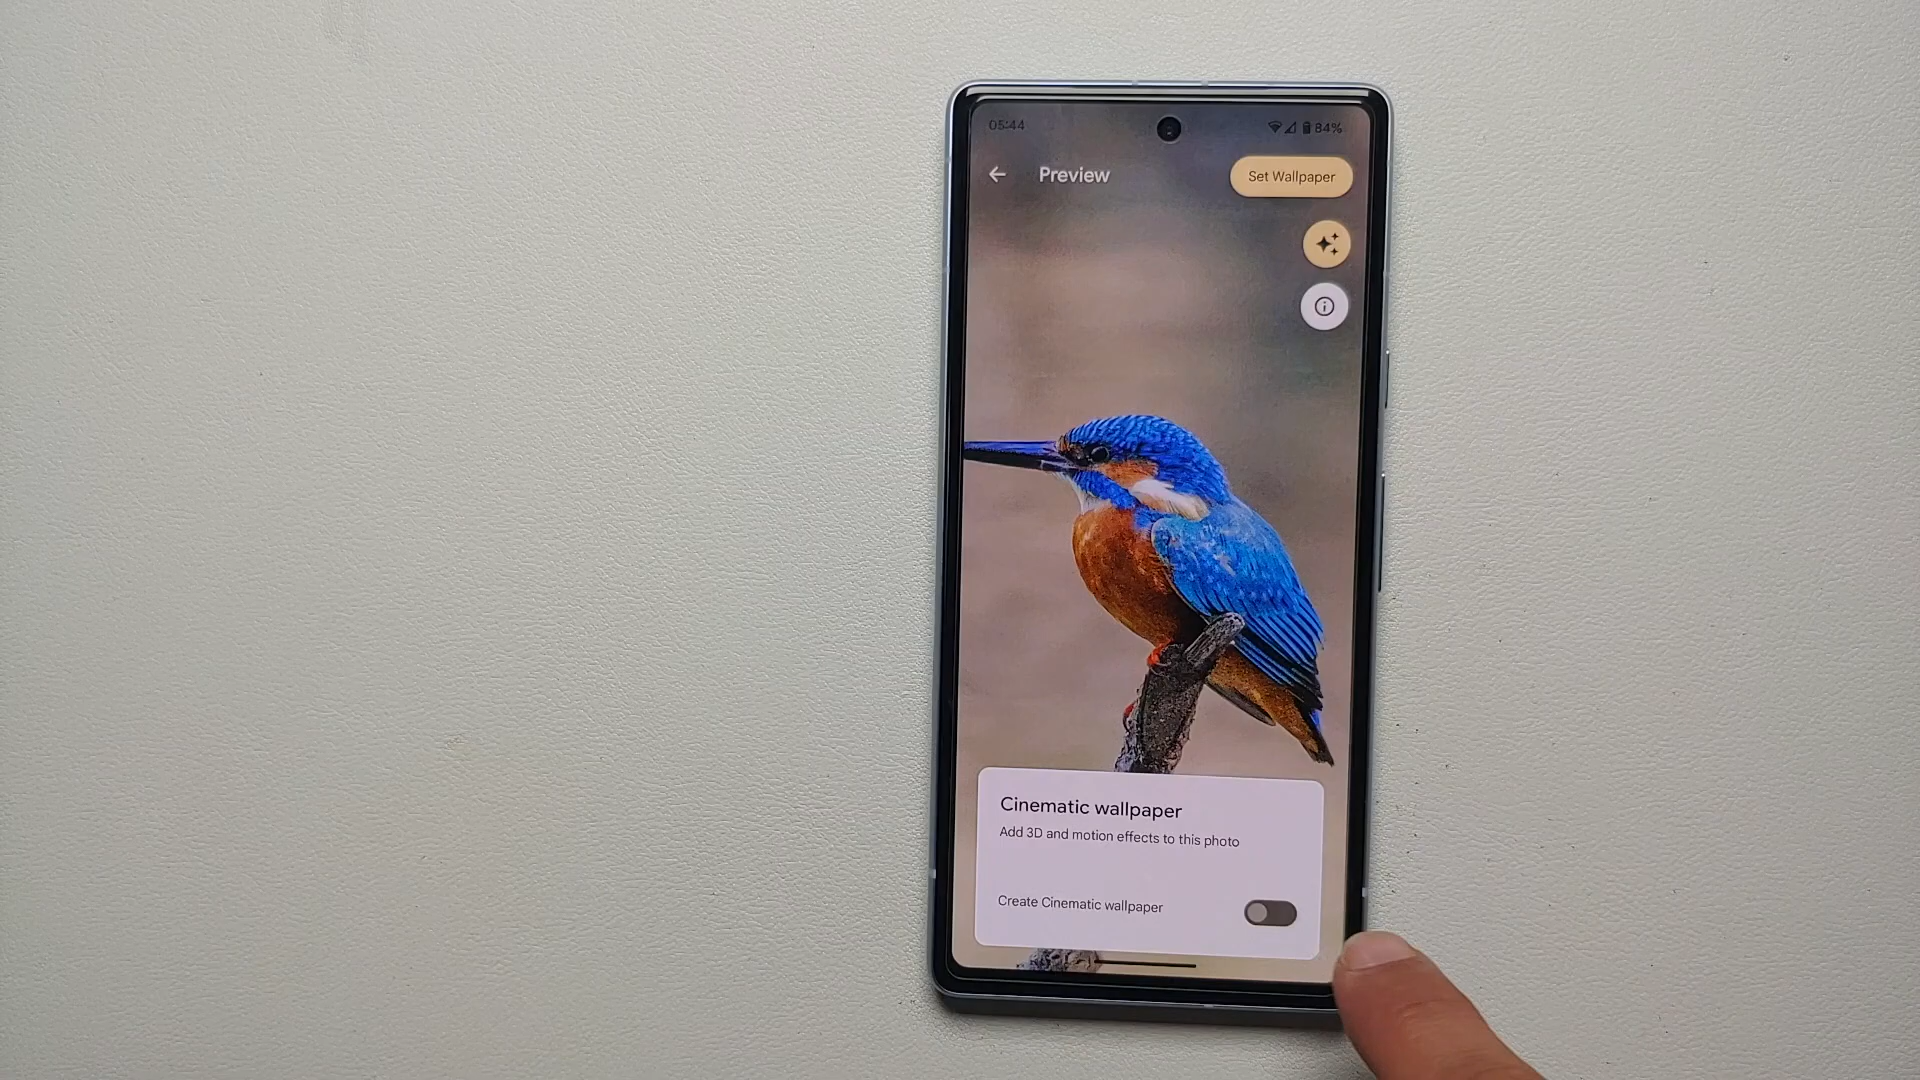 05:44
84%
Preview
Set Wallpaper
Cinematic wallpaper
Add 3D and motion effects to this photo
Create Cinematic wallpaper